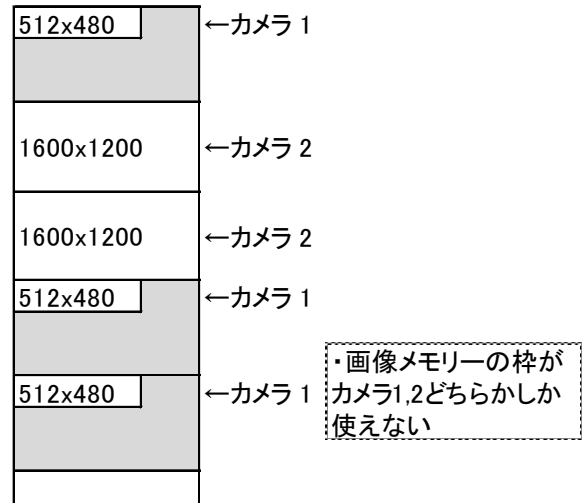 512x480 ←カメラ 1
1600x1200 ←カメラ 2
1600x1200 ←カメラ 2
512x480 ←カメラ 1
512x480 ←カメラ 1
・画像メモリーの枠が
カメラ1,2どちらかしか
使えない